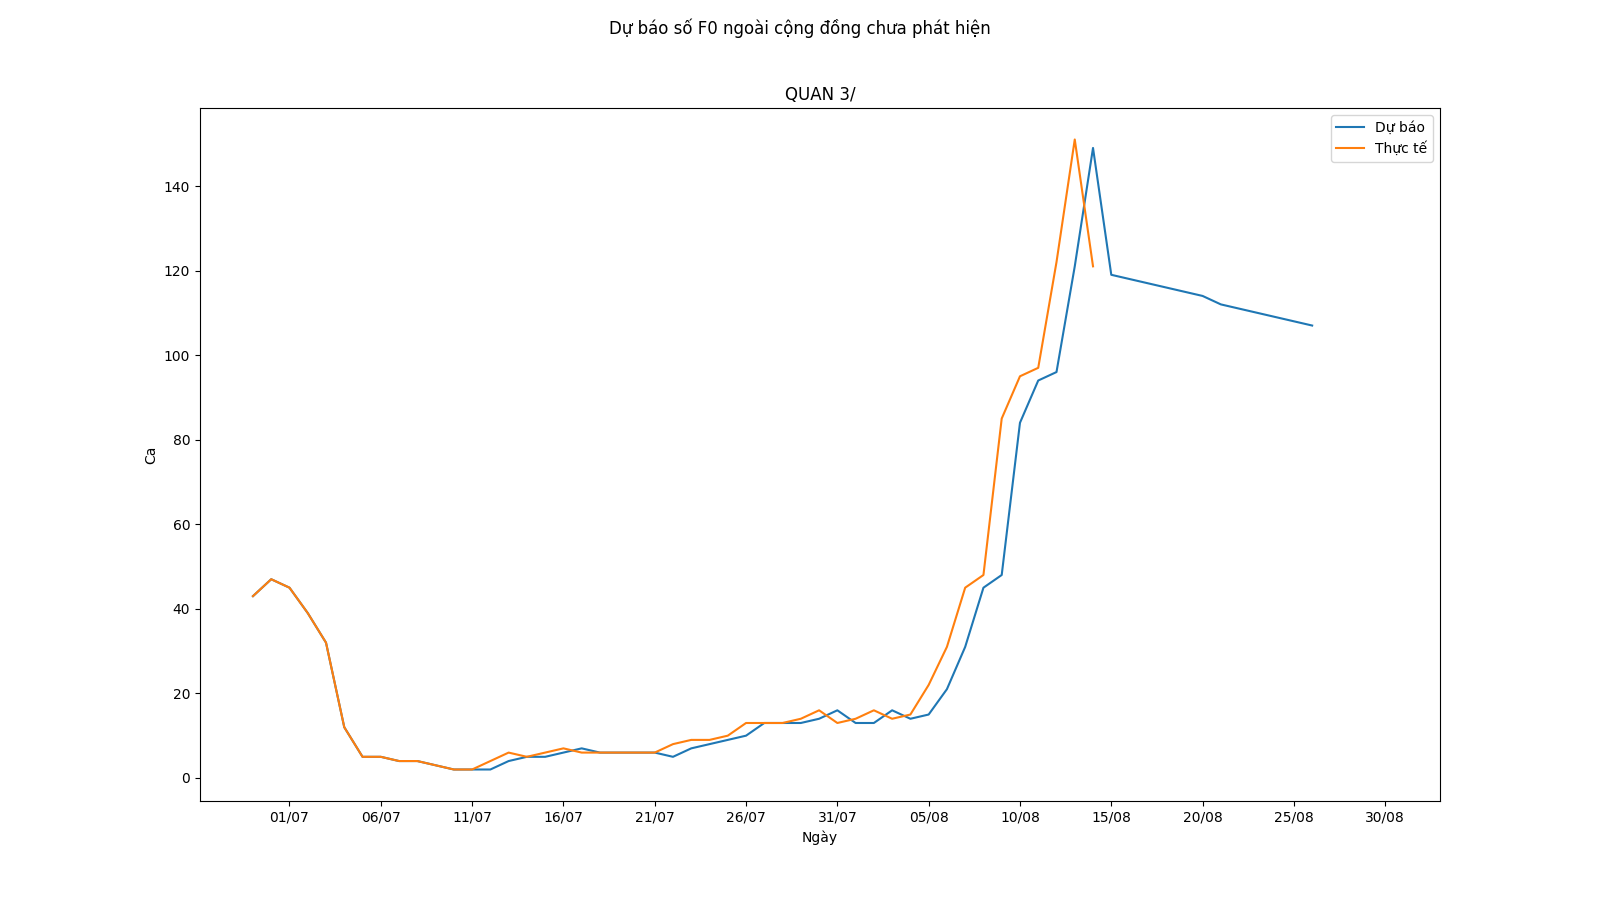 Dự báo số F0 ngoài cộng đồng chưa phát hiện
QUAN 3/
Dự báo
Thực tế
140
120
100
80
60
40
20
0
Ca
01/07 06/07 11/07 16/07 21/07 26/07 31/07 05/08 10/08 15/08 20/08 25/08 30/08
Ngày